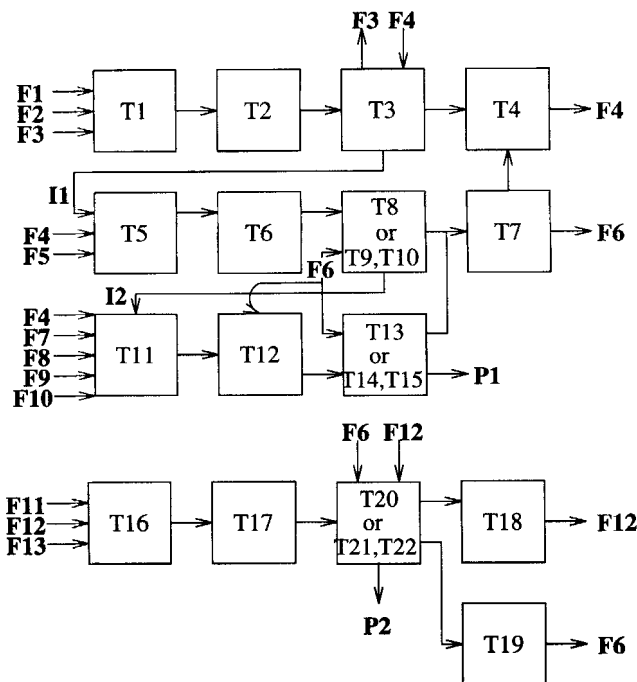 F3 F4
F1
F2
F3
T1
T2
T3
T4
F4
I1
F4
F5
T5
T6
T8
or
T9,T10
T7
F6
F6
I2
F4
F7
F8
F9
F10
T11
T12
T13
or
T14,T15
P1
F6 F12
F11
F12
F13
T16
T17
T20
or
T21,T22
T18
F12
P2
T19
F6